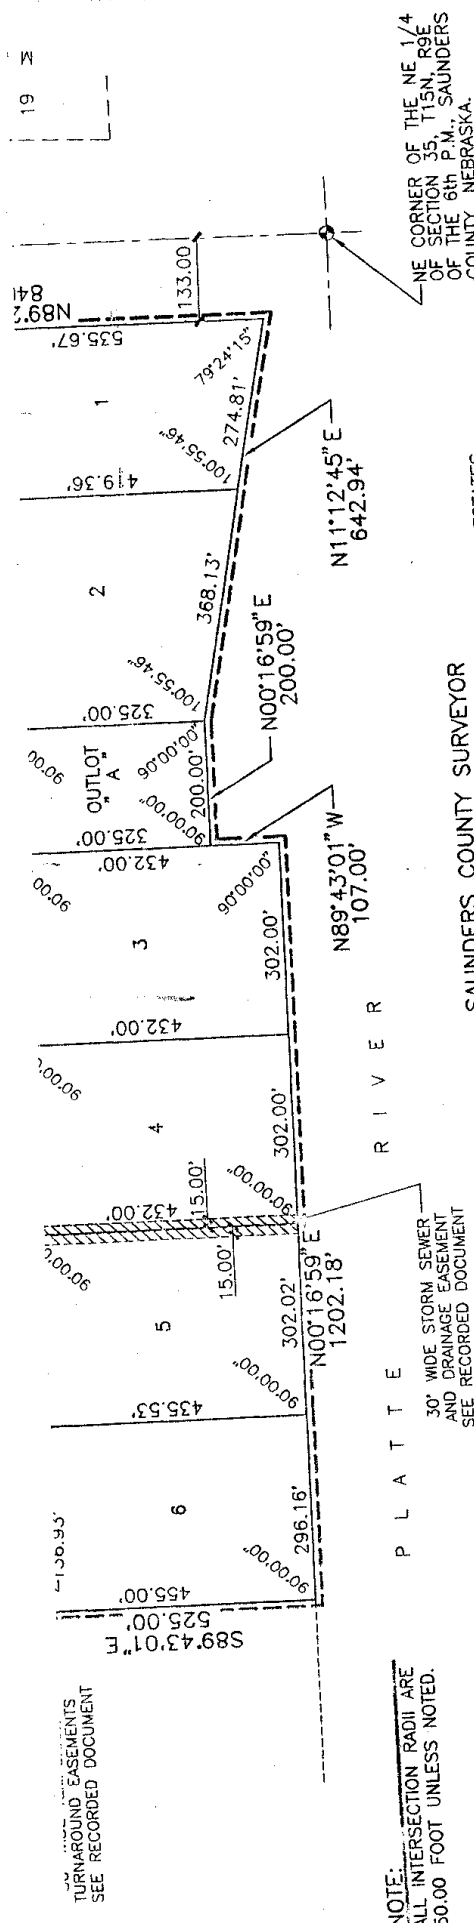 M
19
NE CORNER OF THE NE 1/4
OF SECTION 35, T15N, R9E
OF THE 6th P.M., SAUNDERS
COUNTY, NEBRASKA.
133.00
535.67'
79°24'15"
1
274.81'
100°55'46"
419.36'
N11°12'45"E
642.94'
2
368.13'
100°55'46"
325.00'
N00°16'59"E
200.00'
90°00'00"
OUTLOT
"A"
200.00'
90°00'00"
325.00'
432.00'
N89°43'01"W
107.00'
90°00'00"
3
302.00'
432.00'
4
302.00'
90°00'00"
432.00'
15.00'
15.00'
N00°16'59"E
1202.18'
5
302.02'
90°00'00"
435.53'
6
296.16'
90°00'00"
455.00'
525.00'
S89°43'01"E
PLATTE RIVER
30' WIDE STORM SEWER
AND DRAINAGE EASEMENT
SEE RECORDED DOCUMENT
SAUNDERS COUNTY SURVEYOR
TURNAROUND EASEMENTS
SEE RECORDED DOCUMENT
NOTE:
ALL INTERSECTION RADII ARE
50.00 FOOT UNLESS NOTED.